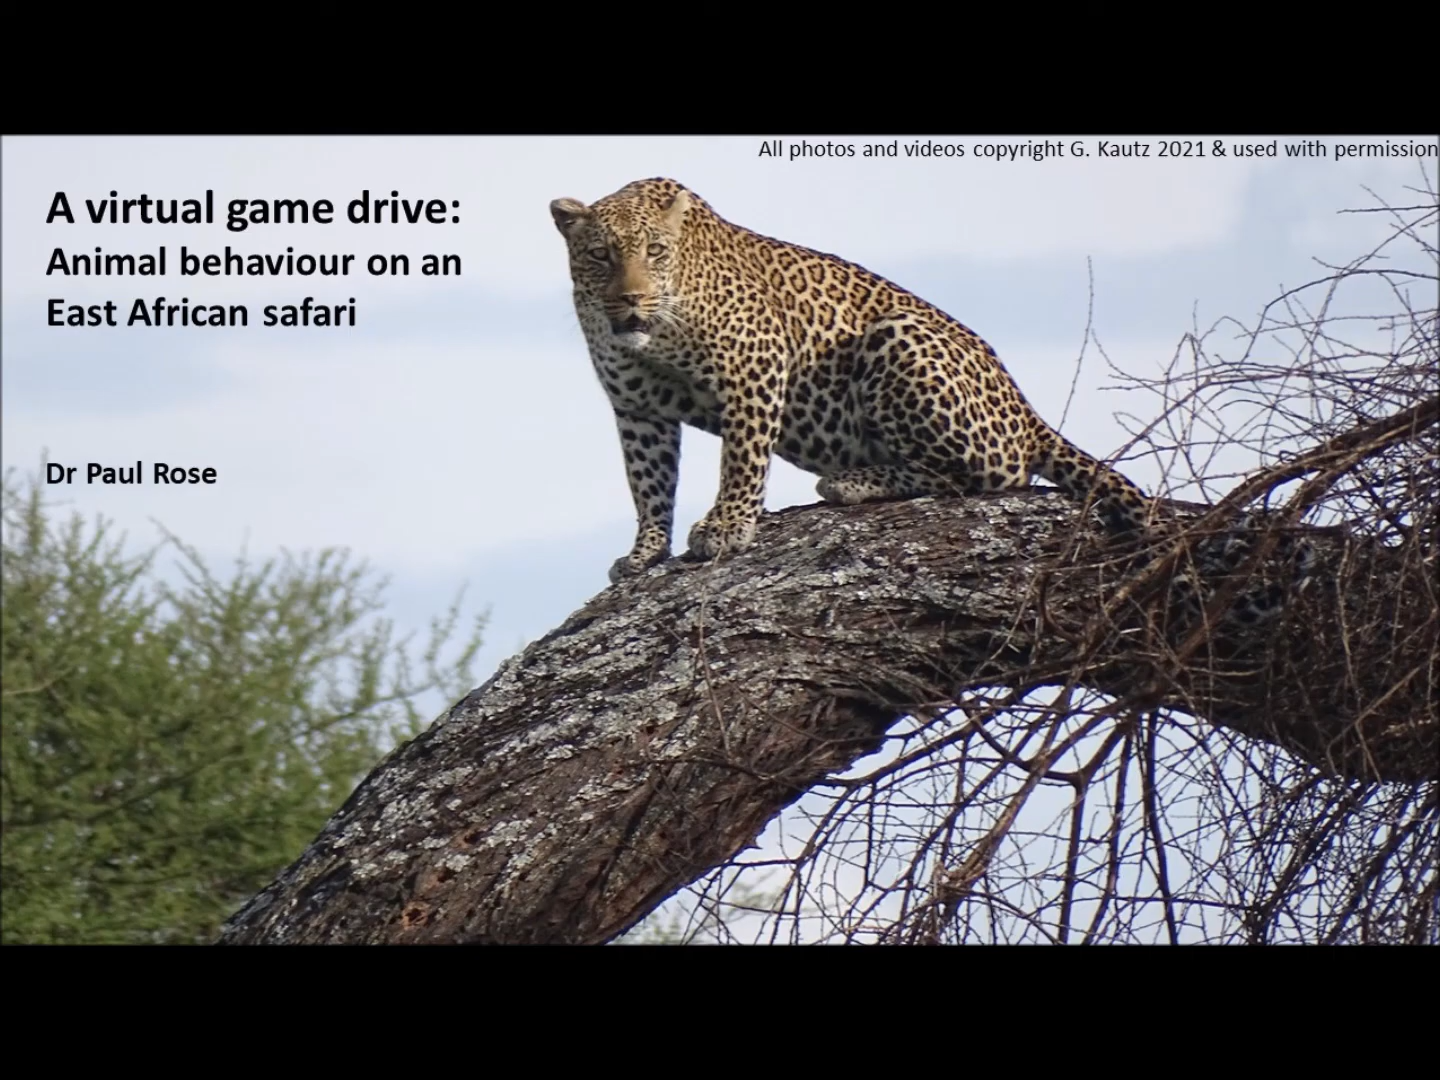 All photos and videos copyright G. Kautz 2021 & used with permission
A virtual game drive:
Animal behaviour on an
East African safari
Dr Paul Rose